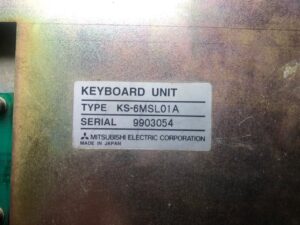 KEYBOARD UNIT
TYPE KS-6MSL01A
SERIAL 9903054
MITSUBISHI ELECTRIC CORPORATION
MADE IN JAPAN